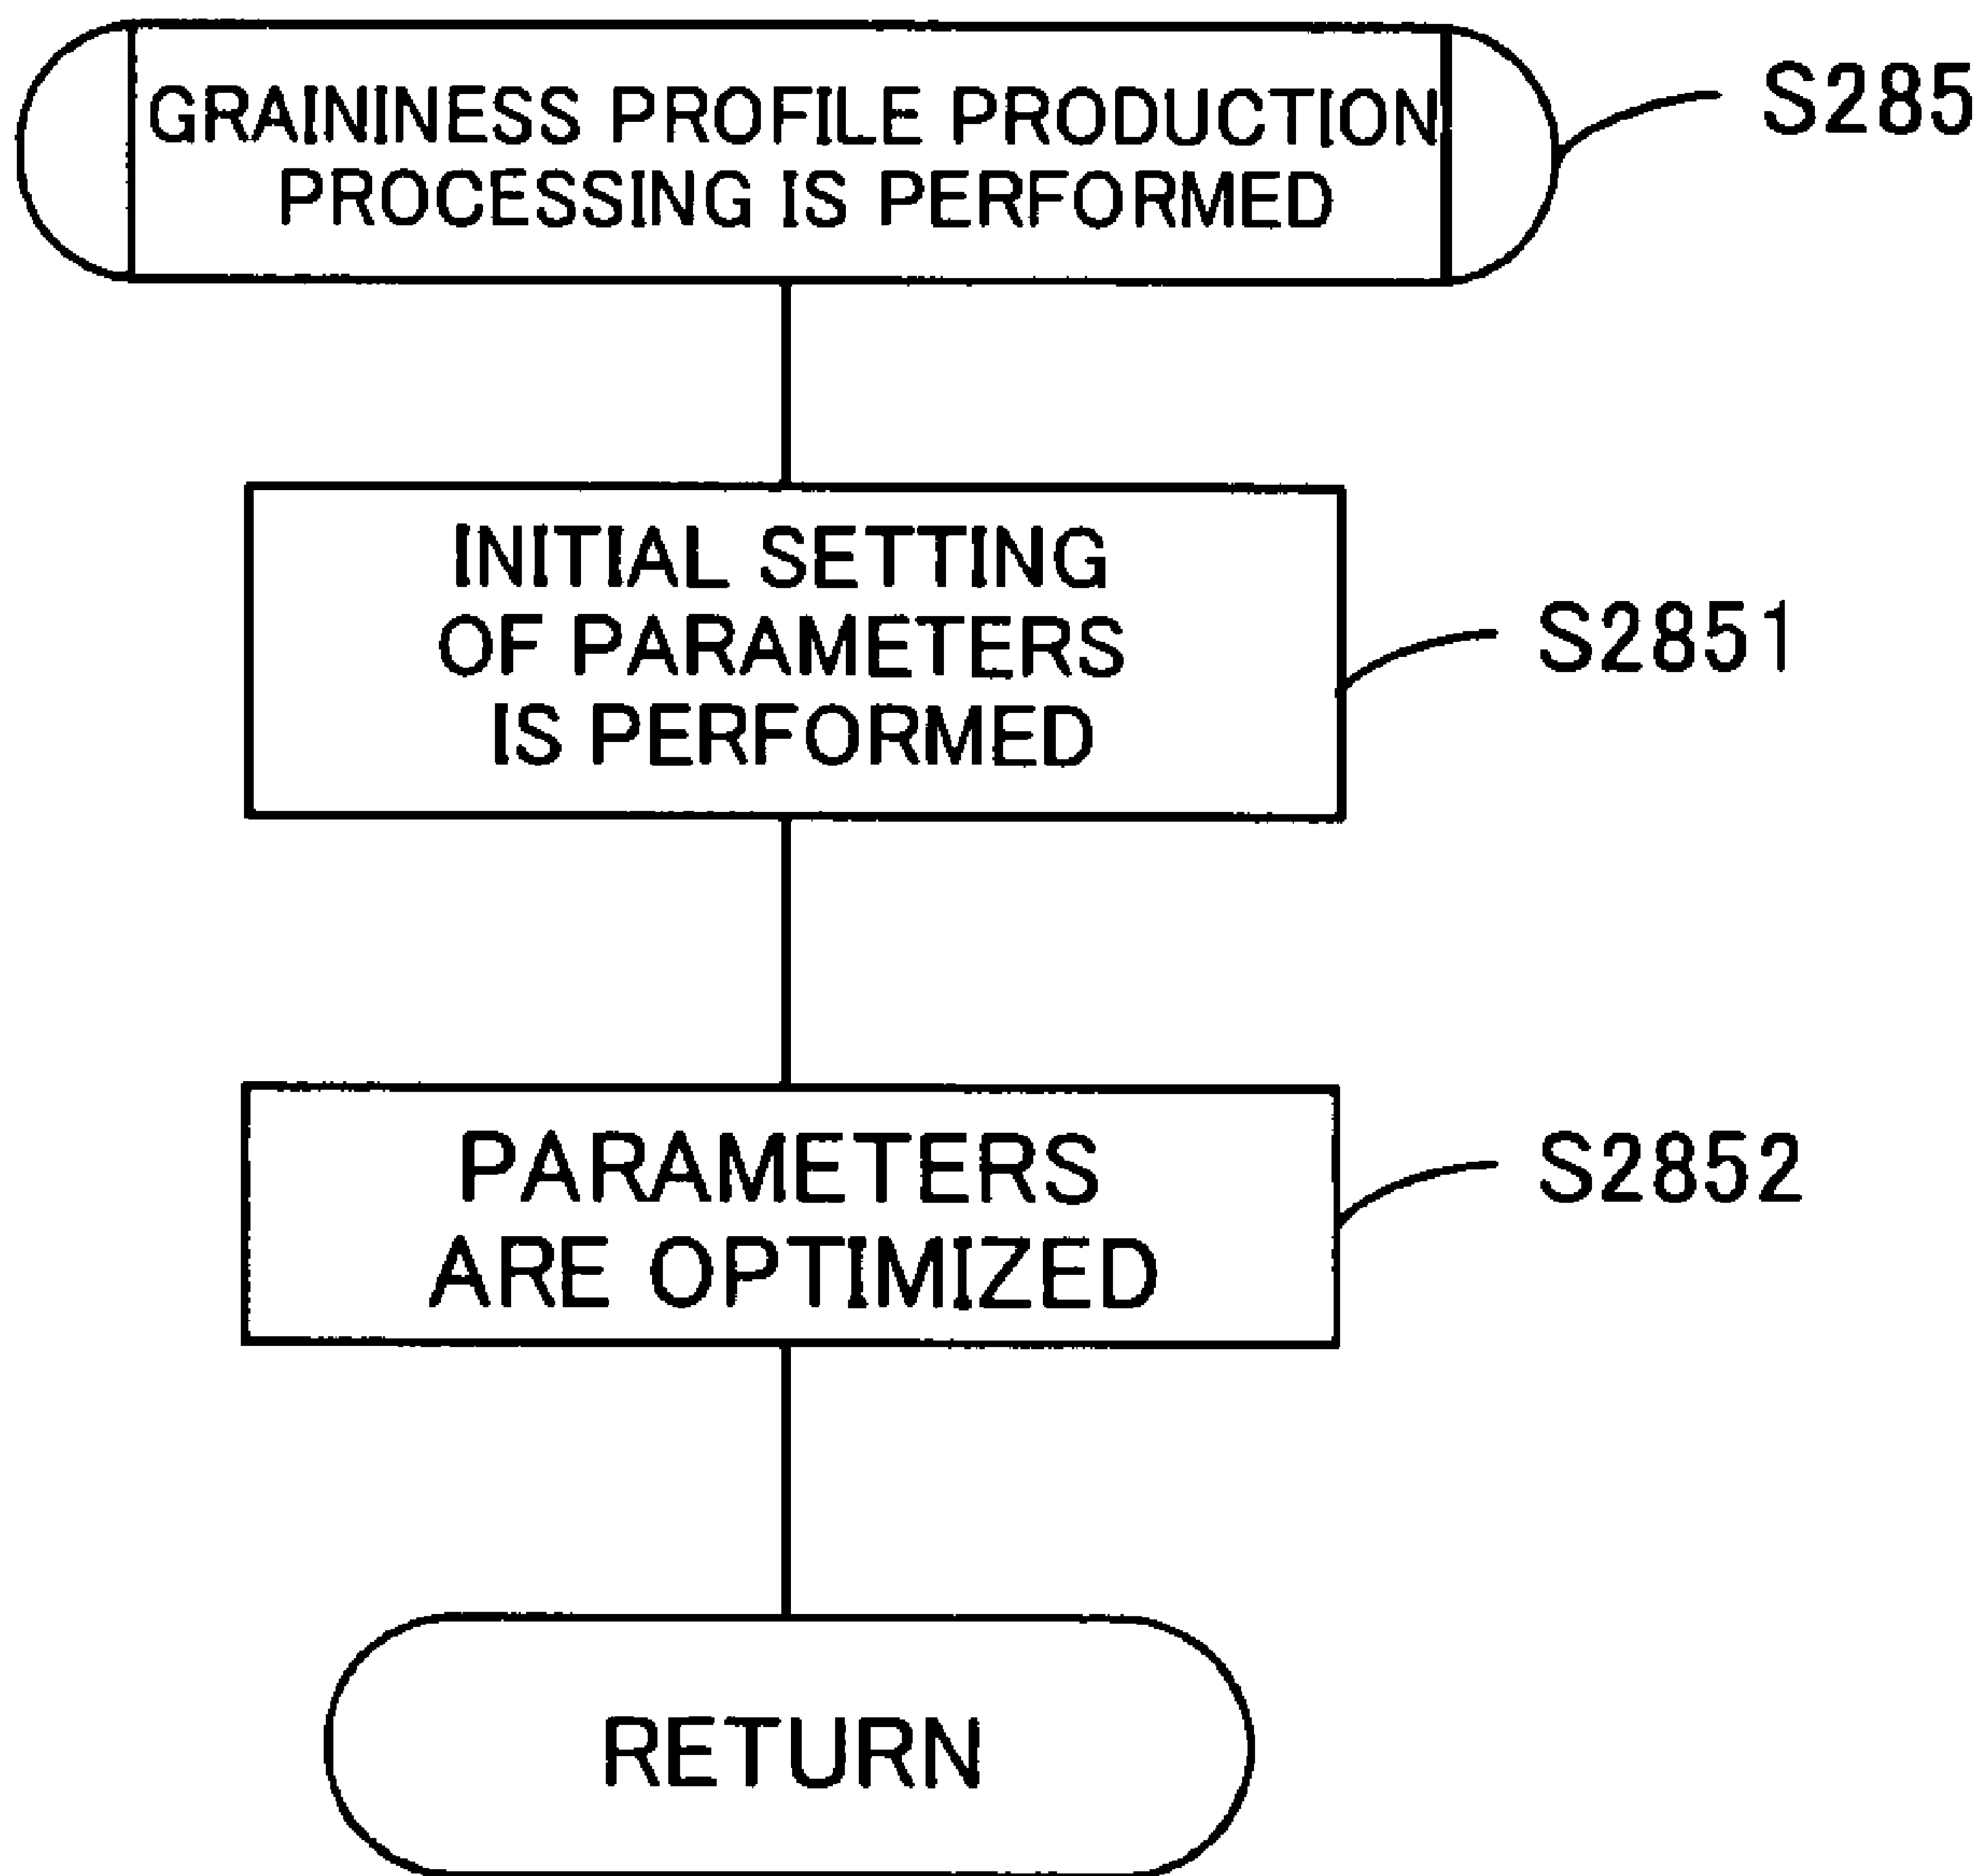 GRAININESS PROFILE PRODUCTION
PROCESSING IS PERFORMED
S285
INITIAL SETTING
OF PARAMETERS
IS PERFORMED
S2851
PARAMETERS
ARE OPTIMIZED
S2852
RETURN